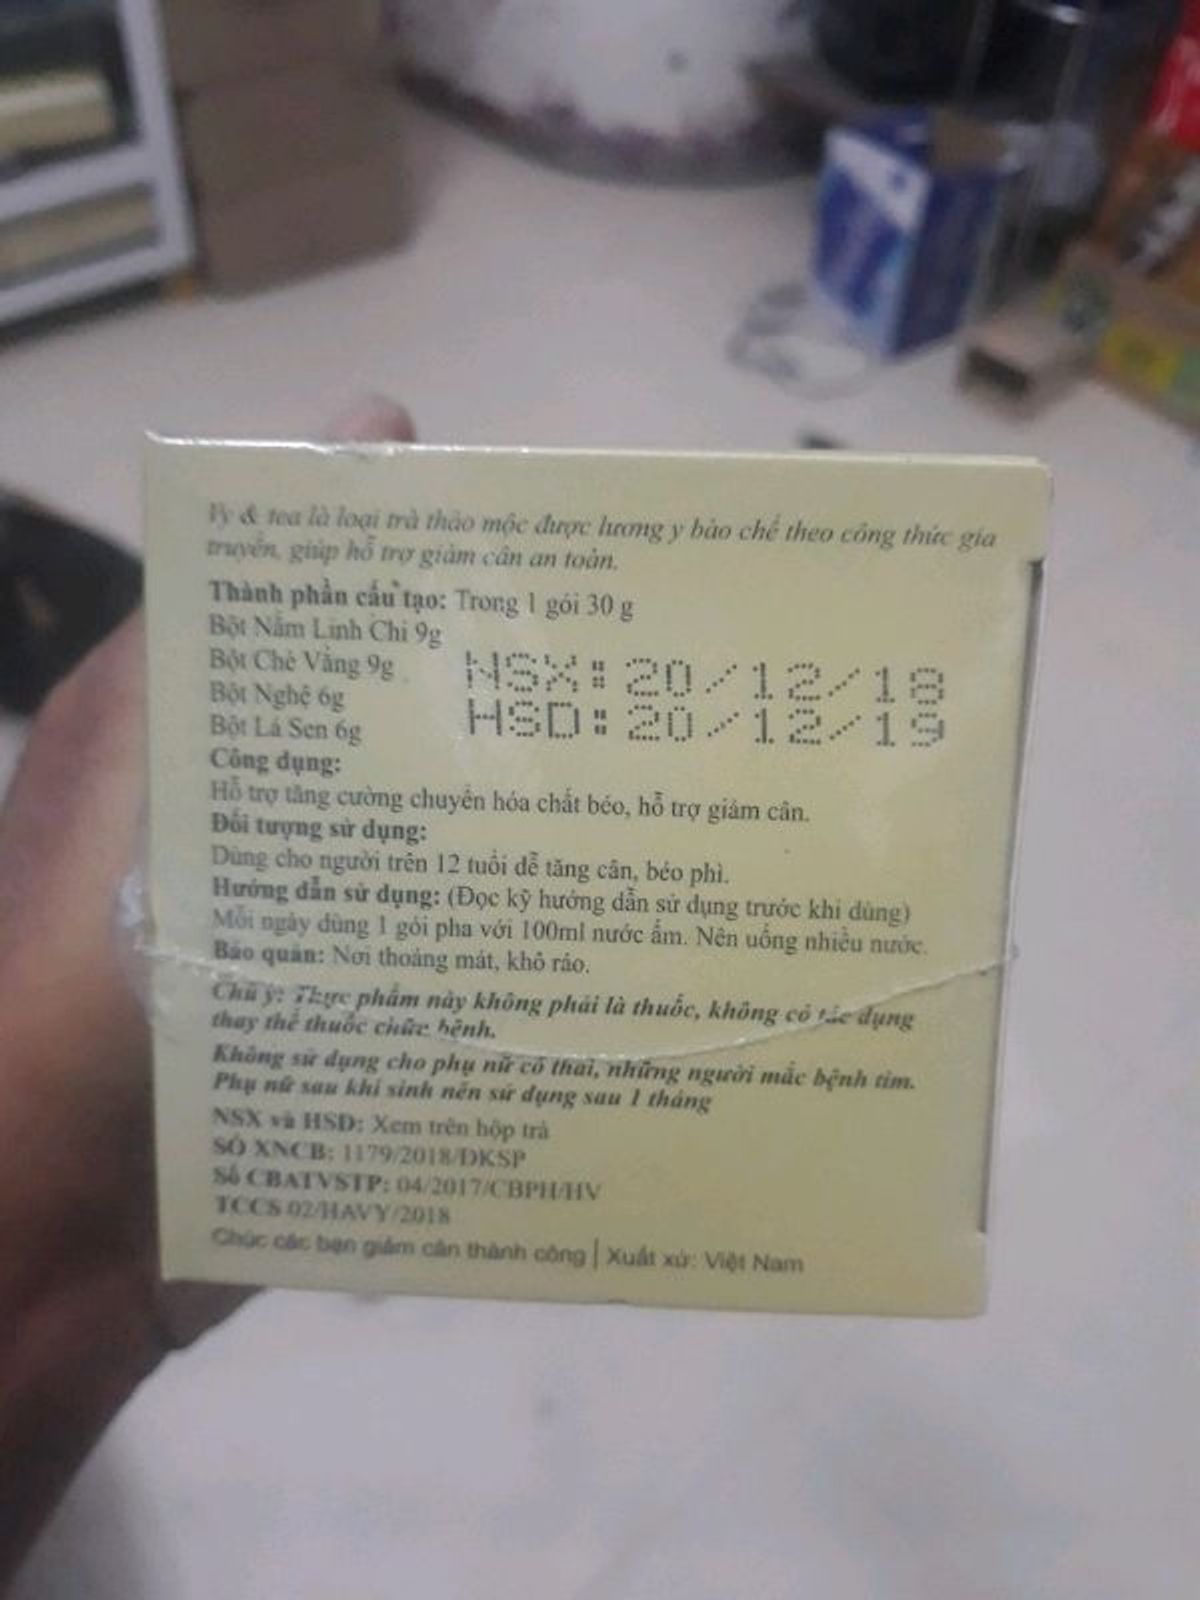 Vy & tea là loại trà thảo mộc được lương y bào chế theo công thức gia
truyền, giúp hỗ trợ giảm cân an toàn.
Thành phần cấu tạo: Trong 1 gói 30 g
Bột Nấm Linh Chi 9g
Bột Chè Vằng 9g
Bột Nghệ 6g
Bột Lá Sen 6g
NSX: 20/12/18
HSD: 20/12/19
Công dụng:
Hỗ trợ tăng cường chuyển hóa chất béo, hỗ trợ giảm cân.
Đối tượng sử dụng:
Dùng cho người trên 12 tuổi dễ tăng cân, béo phì.
Hướng dẫn sử dụng: (Đọc kỹ hướng dẫn sử dụng trước khi dùng)
Mỗi ngày dùng 1 gói pha với 100ml nước ấm. Nên uống nhiều nước.
Bảo quản: Nơi thoáng mát, khô ráo.
Chú ý: Thực phẩm này không phải là thuốc, không có tác dụng
thay thế thuốc chữa bệnh.
Không sử dụng cho phụ nữ có thai, những người mắc bệnh tim.
Phụ nữ sau khi sinh nên sử dụng sau 1 tháng
NSX và HSD: Xem trên hộp trà
SỐ XNCB: 1179/2018/ĐKSP
Số CBATVSTP: 04/2017/CBPH/HV
TCCS 02/HAVY/2018
Chúc các bạn giảm cân thành công | Xuất xứ: Việt Nam